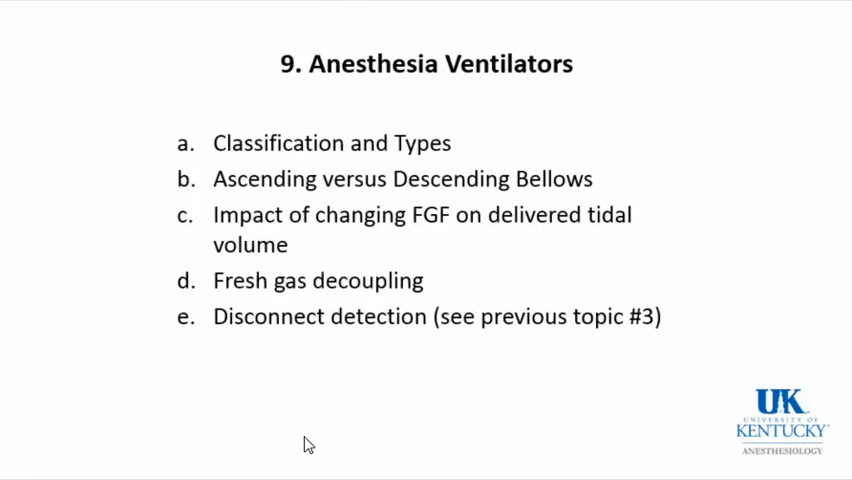 9. Anesthesia Ventilators
a. Classification and Types
b. Ascending versus Descending Bellows
c. Impact of changing FGF on delivered tidal
volume
d. Fresh gas decoupling
e. Disconnect detection (see previous topic #3)
UK
UNIVERSITY OF
KENTUCKY
ANESTHESIOLOGY